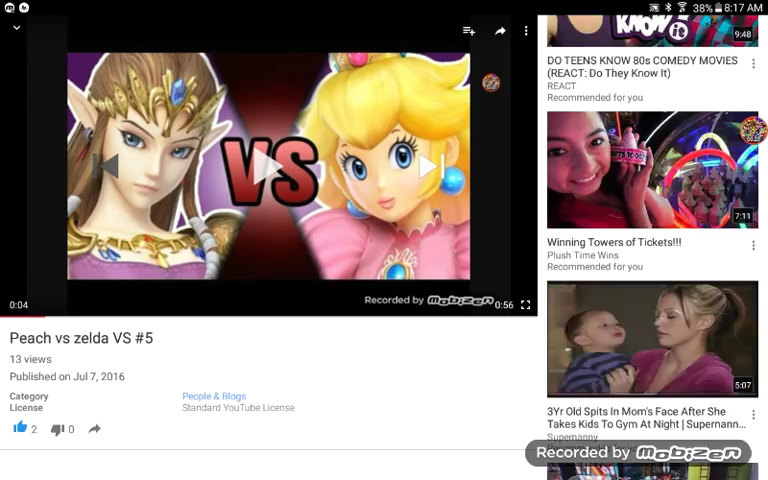 38% 8:17 AM
VS
Recorded by Mobizen
0:04
0:56
Peach vs zelda VS #5
13 views
Published on Jul 7, 2016
Category People & Blogs
License Standard YouTube License
2 0
KNOW it
9:48
DO TEENS KNOW 80s COMEDY MOVIES
(REACT: Do They Know It)
REACT
Recommended for you
7:11
Winning Towers of Tickets!!!
Plush Time Wins
Recommended for you
5:07
3Yr Old Spits In Mom's Face After She
Takes Kids To Gym At Night | Supernann...
Supernanny
Recorded by Mobizen